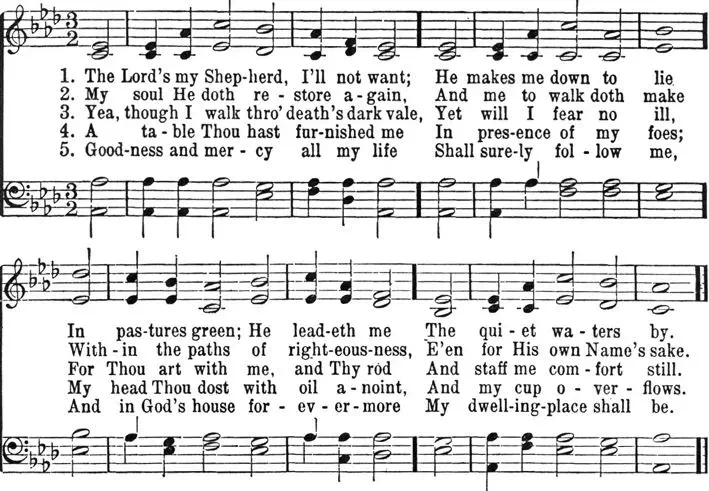 3
2
1. The Lord's my Shep-herd, I'll not want; He makes me down to lie
2. My soul He doth re - store a - gain, And me to walk doth make
3. Yea, though I walk thro' death's dark vale, Yet will I fear no ill,
4. A ta - ble Thou hast fur-nished me In pres-ence of my foes;
5. Good-ness and mer - cy all my life Shall sure-ly fol - low me,
3
2
In pas-tures green; He lead-eth me The qui - et wa - ters by.
With - in the paths of right-eous-ness, E'en for His own Name's sake.
For Thou art with me, and Thy rod And staff me com - fort still.
My head Thou dost with oil a - noint, And my cup o - ver - flows.
And in God's house for - ev - er - more My dwell-ing-place shall be.